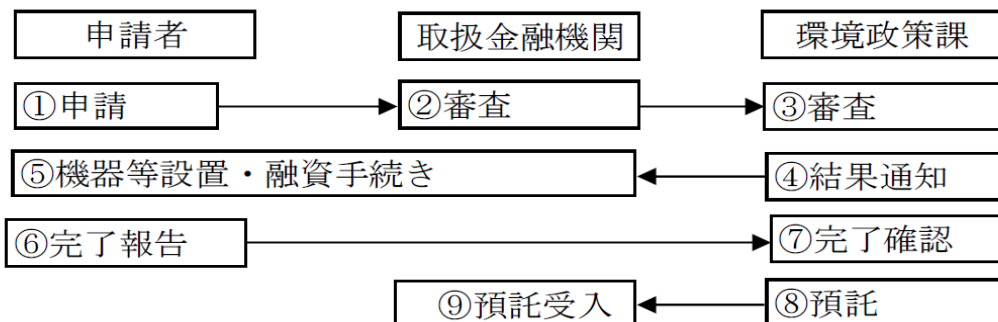 申請者 取扱金融機関 環境政策課
①申請 ②審査 ③審査
⑤機器等設置・融資手続き ④結果通知
⑥完了報告 ⑦完了確認
⑨預託受入 ⑧預託